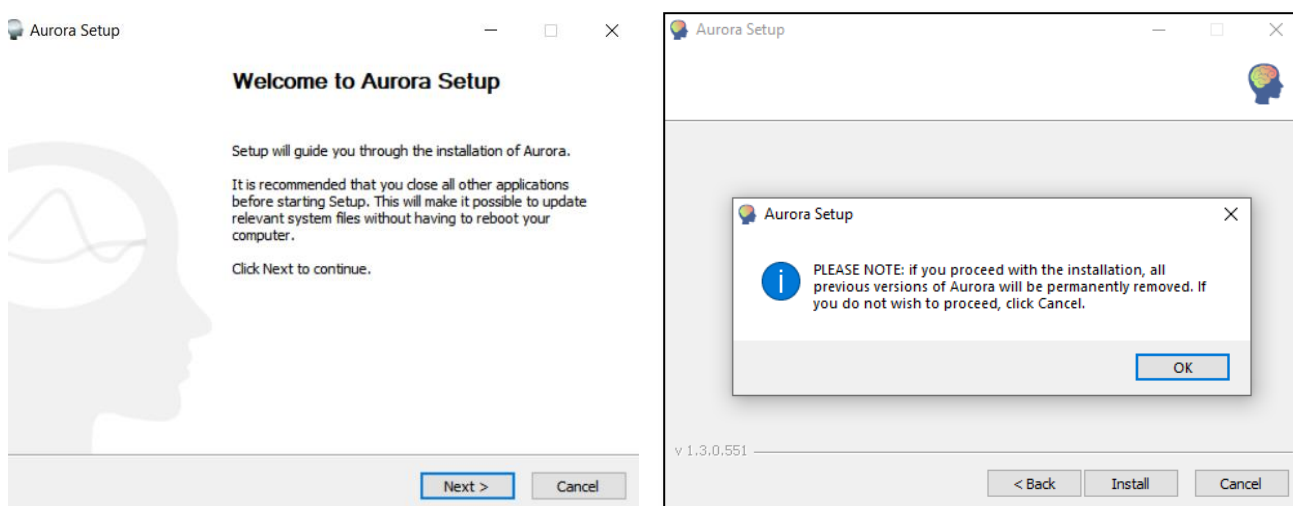 Aurora Setup
Welcome to Aurora Setup
Setup will guide you through the installation of Aurora.
It is recommended that you close all other applications
before starting Setup. This will make it possible to update
relevant system files without having to reboot your
computer.
Click Next to continue.
Next >
Cancel
Aurora Setup
Aurora Setup
PLEASE NOTE: if you proceed with the installation, all
previous versions of Aurora will be permanently removed. If
you do not wish to proceed, click Cancel.
OK
v 1.3.0.551
< Back
Install
Cancel